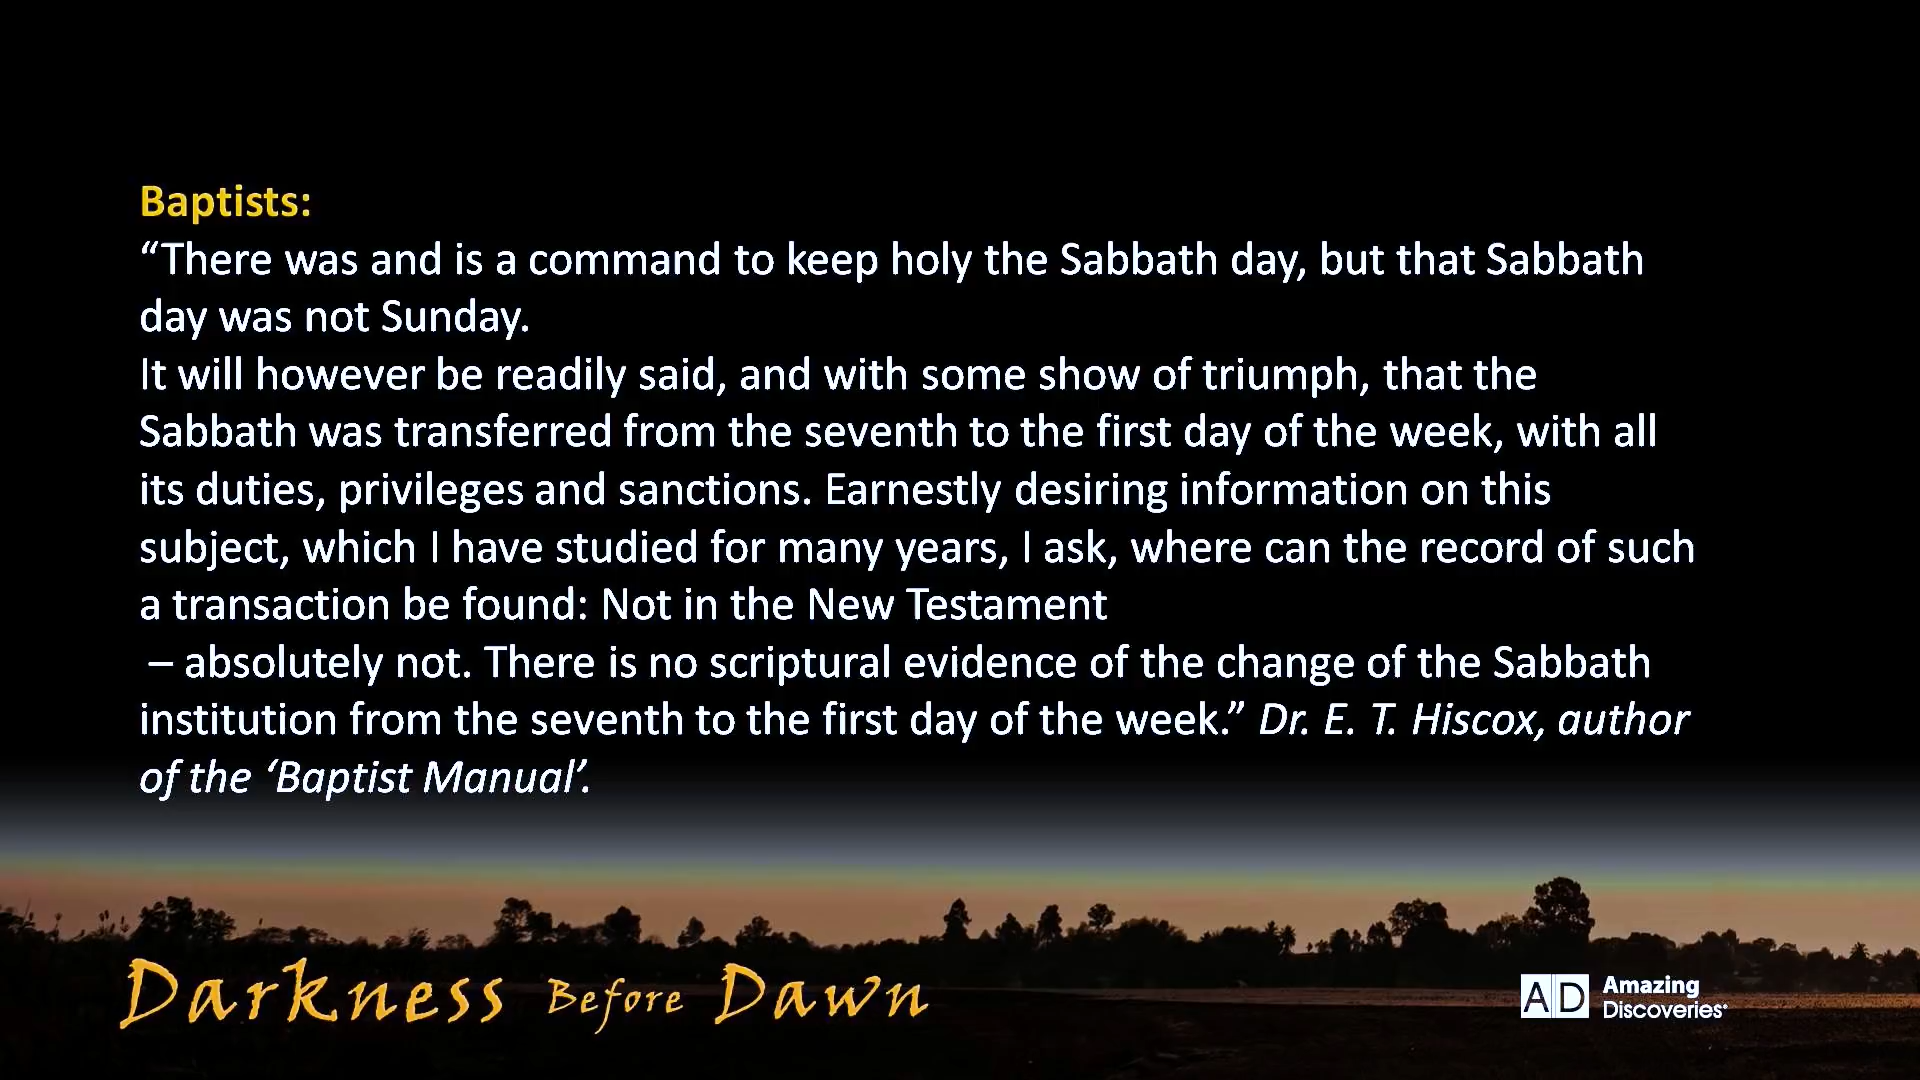 Baptists:
“There was and is a command to keep holy the Sabbath day, but that Sabbath
day was not Sunday.
It will however be readily said, and with some show of triumph, that the
Sabbath was transferred from the seventh to the first day of the week, with all
its duties, privileges and sanctions. Earnestly desiring information on this
subject, which I have studied for many years, I ask, where can the record of such
a transaction be found: Not in the New Testament
– absolutely not. There is no scriptural evidence of the change of the Sabbath
institution from the seventh to the first day of the week.” Dr. E. T. Hiscox, author
of the ‘Baptist Manual’.
Darkness Before Dawn
AD Amazing
Discoveries